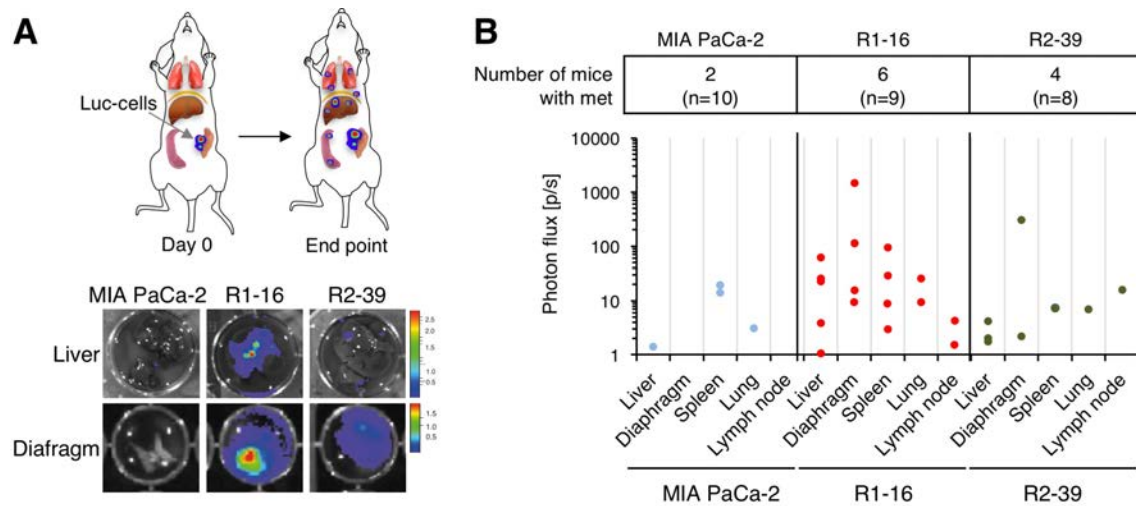 A
Luc-cells
Day 0
End point
MIA PaCa-2 R1-16 R2-39
Liver
2.5
2.0
1.5
1.0
0.5
Diafragm
1.5
1.0
0.5
B
MIA PaCa-2 R1-16 R2-39
Number of mice with met
2 (n=10)
6 (n=9)
4 (n=8)
Photon flux [p/s]
10000
1000
100
10
1
Liver Diaphragm Spleen Lung Lymph node
Liver Diaphragm Spleen Lung Lymph node
Liver Diaphragm Spleen Lung Lymph node
MIA PaCa-2 R1-16 R2-39